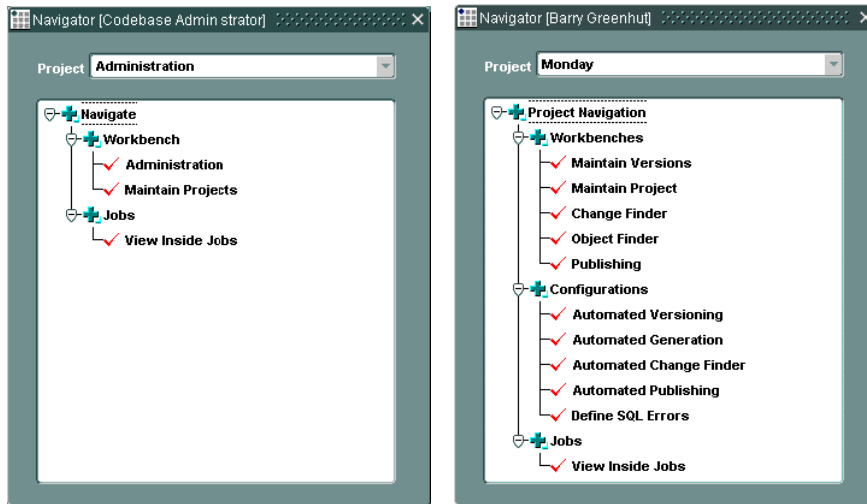 Navigator [Codebase Admin strator]
Project Administration
Navigate
Workbench
Administration
Maintain Projects
Jobs
View Inside Jobs
Navigator [Barry Greenhut]
Project Monday
Project Navigation
Workbenches
Maintain Versions
Maintain Project
Change Finder
Object Finder
Publishing
Configurations
Automated Versioning
Automated Generation
Automated Change Finder
Automated Publishing
Define SQL Errors
Jobs
View Inside Jobs